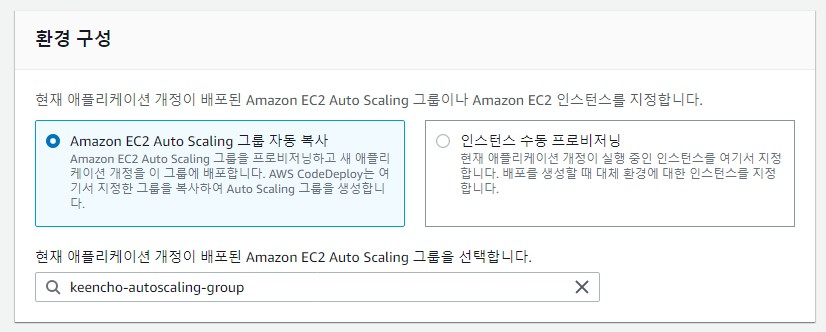 환경 구성
현재 애플리케이션 개정이 배포된 Amazon EC2 Auto Scaling 그룹이나 Amazon EC2 인스턴스를 지정합니다.
Amazon EC2 Auto Scaling 그룹 자동 복사
Amazon EC2 Auto Scaling 그룹을 프로비저닝하고 새 애플리
케이션 개정을 이 그룹에 배포합니다. AWS CodeDeploy는 여
기서 지정한 그룹을 복사하여 Auto Scaling 그룹을 생성합니
다.
인스턴스 수동 프로비저닝
현재 애플리케이션 개정이 실행 중인 인스턴스를 여기서 지정
합니다. 배포를 생성할 때 대체 환경에 대한 인스턴스를 지정
합니다.
현재 애플리케이션 개정이 배포된 Amazon EC2 Auto Scaling 그룹을 선택합니다.
keencho-autoscaling-group